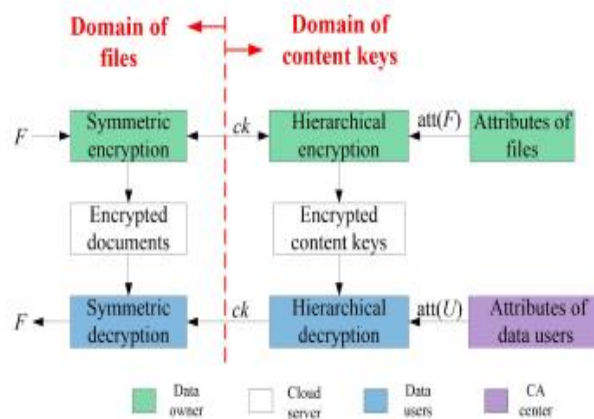 Domain of
files
Domain of
content keys
F
Symmetric
encryption
ck
Hierarchical
encryption
att(F)
Attributes of
files
Encrypted
documents
Encrypted
content keys
F
Symmetric
decryption
ck
Hierarchical
decryption
att(U)
Attributes of
data users
Data
owner
Cloud
server
Data
users
CA
center